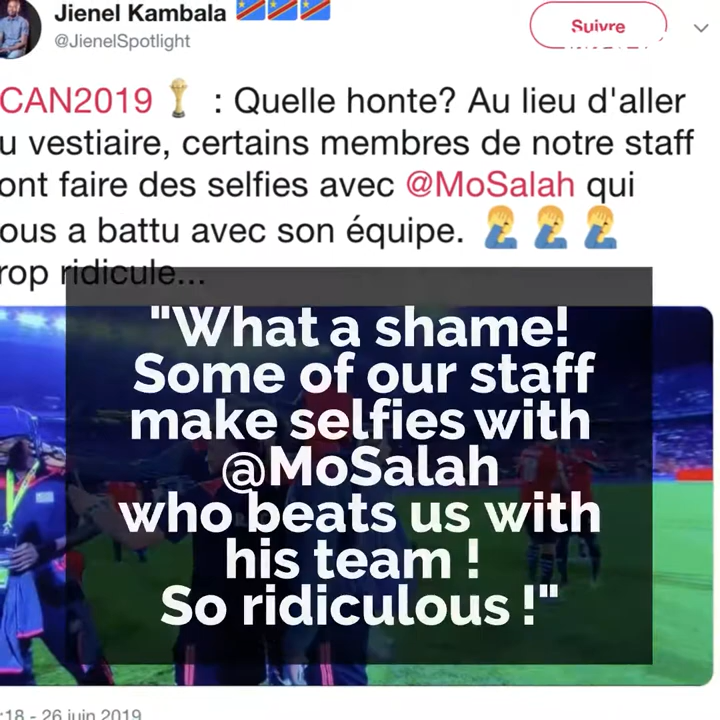 Jienel Kambala
@JienelSpotlight
Suivre
CAN2019 : Quelle honte? Au lieu d'aller
u vestiaire, certains membres de notre staff
ont faire des selfies avec @MoSalah qui
ous a battu avec son équipe.
rop ridicule...
"What a shame!
Some of our staff
make selfies with
@MoSalah
who beats us with
his team !
So ridiculous !"
:18 - 26 juin 2019